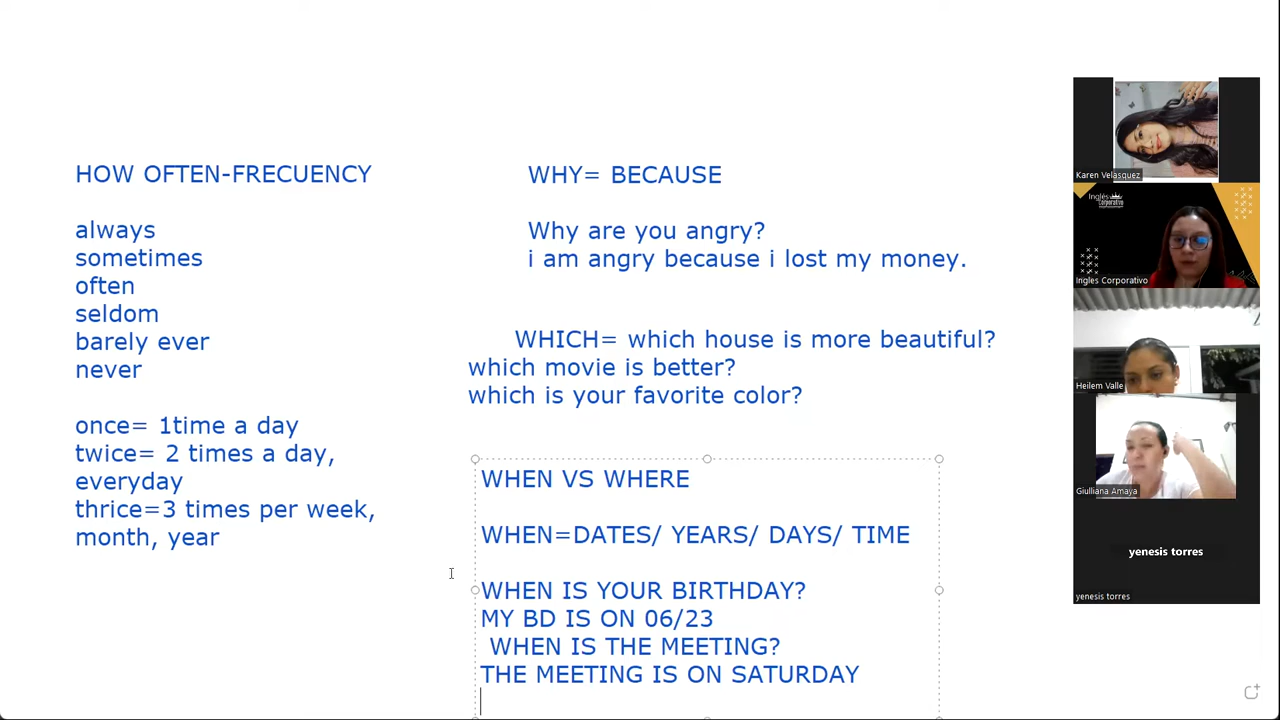 HOW OFTEN-FRECUENCY
always
sometimes
often
seldom
barely ever
never
once= 1time a day
twice= 2 times a day,
everyday
thrice=3 times per week,
month, year
WHY= BECAUSE
Why are you angry?
i am angry because i lost my money.
WHICH= which house is more beautiful?
which movie is better?
which is your favorite color?
WHEN VS WHERE
WHEN=DATES/ YEARS/ DAYS/ TIME
WHEN IS YOUR BIRTHDAY?
MY BD IS ON 06/23
WHEN IS THE MEETING?
THE MEETING IS ON SATURDAY
Karen Velasquez
Inglés
Corporativo
Ingles Corporativo
Heilem Valle
Giulliana Amaya
yenesis torres
yenesis torres